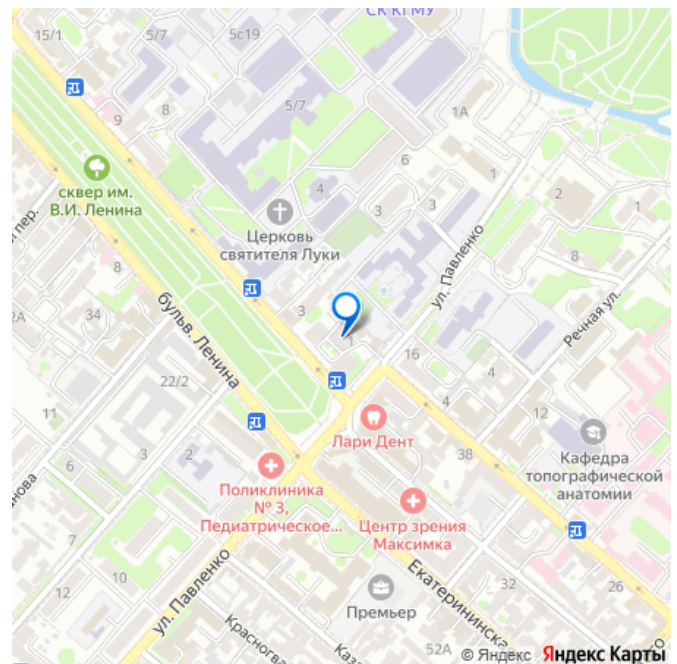 СК КГМУ
15/1
5/7
5с19
5/7
1А
9
8
6
1
2
4
3
3
сквер им.
В.И. Ленина
Церковь
святителя Луки
ул. Павленко
Речная ул.
пер.
8
2А
34
бульв. Ленина
3
1
16
4
4
22/2
11
12
Лари Дент
38
Кафедра
топографической
анатомии
6
3
2
Поликлиника
№ 3,
Педиатрическое...
Центр зрения
Максимка
12
10
ул. Павленко
Екатерининская
32
26
Премьер
52А
© Яндекс Яндекс Карты